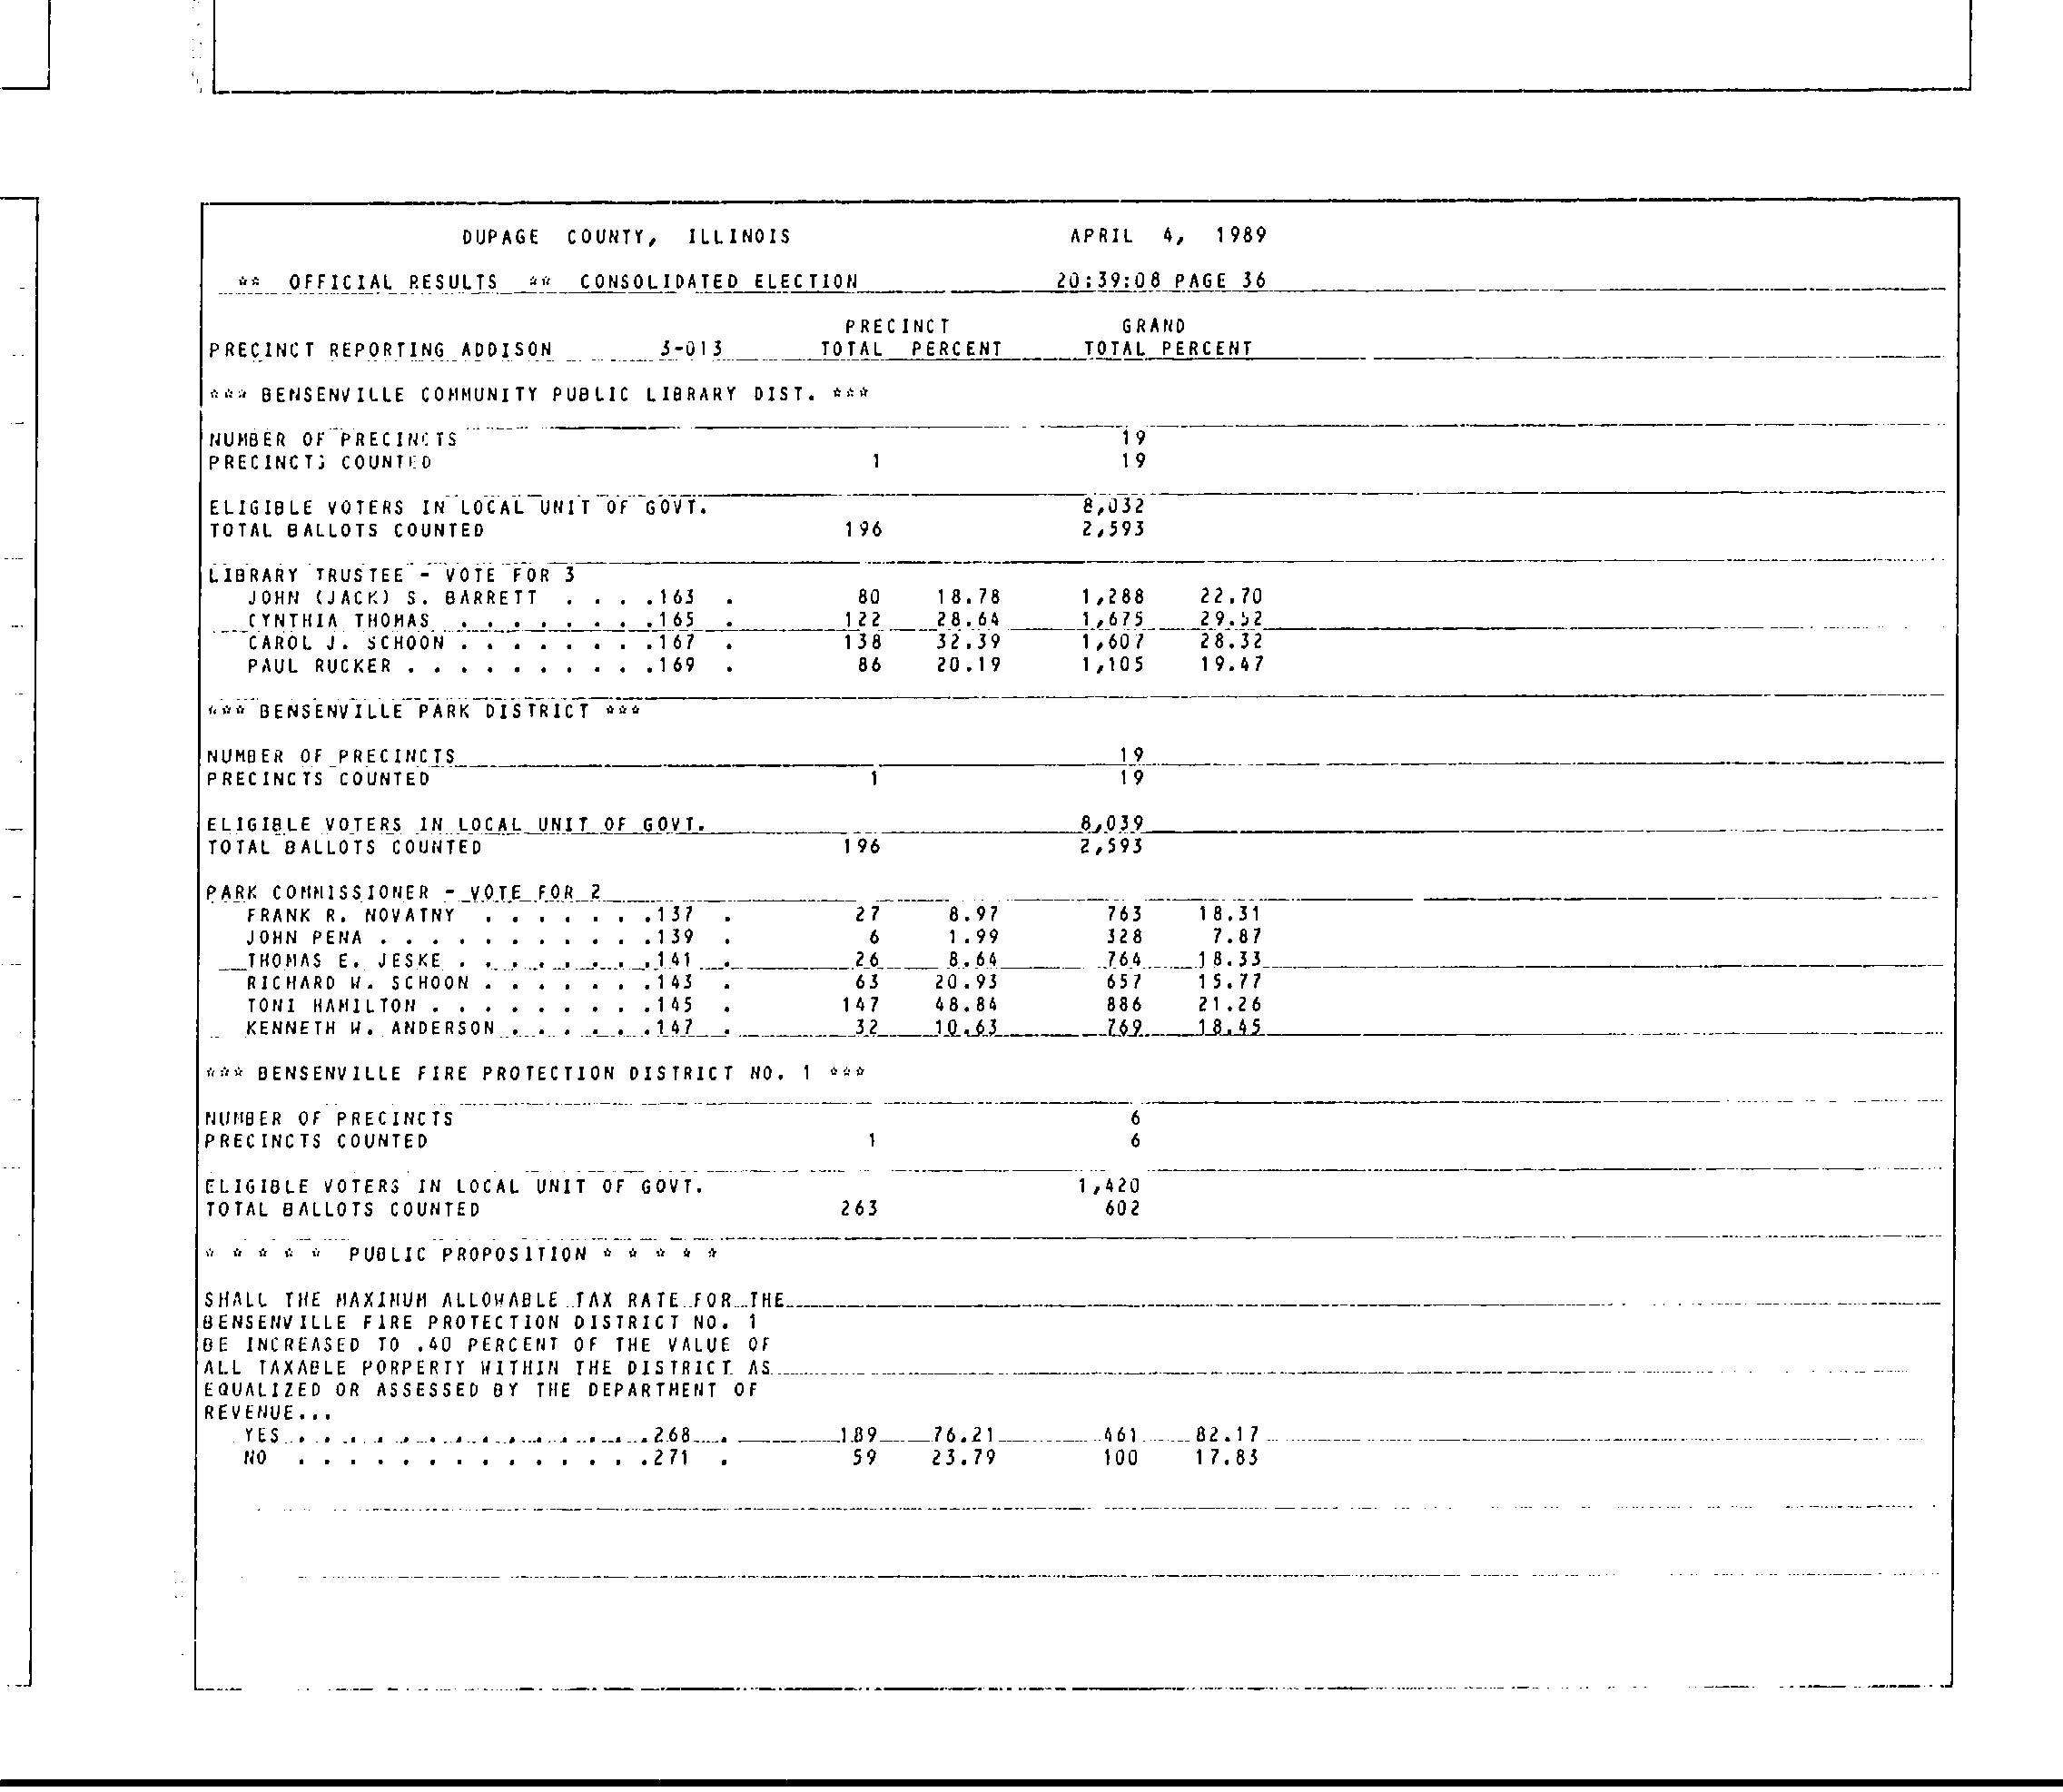 DUPAGE COUNTY, ILLINOIS APRIL 4, 1989
** OFFICIAL RESULTS ** CONSOLIDATED ELECTION 20:39:08 PAGE 36
PRECINCT GRAND
PRECINCT REPORTING ADDISON 3-013 TOTAL PERCENT TOTAL PERCENT
*** BENSENVILLE COMMUNITY PUBLIC LIBRARY DIST. ***
NUMBER OF PRECINCTS 19
PRECINCTS COUNTED 1 19
ELIGIBLE VOTERS IN LOCAL UNIT OF GOVT. 8,032
TOTAL BALLOTS COUNTED 196 2,593
LIBRARY TRUSTEE - VOTE FOR 3
JOHN (JACK) S. BARRETT . . . .163 . 80 18.78 1,288 22.70
CYNTHIA THOMAS . . . . . . . .165 . 122 28.64 1,675 29.52
CAROL J. SCHOON . . . . . . . .167 . 138 32.39 1,607 28.32
PAUL RUCKER . . . . . . . . . .169 . 86 20.19 1,105 19.47
*** BENSENVILLE PARK DISTRICT ***
NUMBER OF PRECINCTS 19
PRECINCTS COUNTED 1 19
ELIGIBLE VOTERS IN LOCAL UNIT OF GOVT. 8,039
TOTAL BALLOTS COUNTED 196 2,593
PARK COMMISSIONER - VOTE FOR 2
FRANK R. NOVATNY . . . . . . .137 . 27 8.97 763 18.31
JOHN PENA . . . . . . . . . . .139 . 6 1.99 328 7.87
THOMAS E. JESKE . . . . . . . .141 . 26 8.64 764 18.33
RICHARD W. SCHOON . . . . . . .143 . 63 20.93 657 15.77
TONI HAMILTON . . . . . . . . .145 . 147 48.84 886 21.26
KENNETH W. ANDERSON . . . . . .147 . 32 10.63 769 18.45
*** BENSENVILLE FIRE PROTECTION DISTRICT NO. 1 ***
NUMBER OF PRECINCTS 6
PRECINCTS COUNTED 1 6
ELIGIBLE VOTERS IN LOCAL UNIT OF GOVT. 1,420
TOTAL BALLOTS COUNTED 263 602
* * * * * PUBLIC PROPOSITION * * * * *
SHALL THE MAXIMUM ALLOWABLE TAX RATE FOR THE
BENSENVILLE FIRE PROTECTION DISTRICT NO. 1
BE INCREASED TO .40 PERCENT OF THE VALUE OF
ALL TAXABLE PORPERTY WITHIN THE DISTRICT AS
EQUALIZED OR ASSESSED BY THE DEPARTMENT OF
REVENUE...
YES . . . . . . . . . . . . . .268 . 189 76.21 461 82.17
NO . . . . . . . . . . . . . .271 . 59 23.79 100 17.83